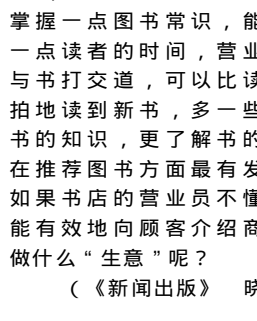 掌握一点图书常识，能
一点读者的时间，营业
与书打交道，可以比读
拍地读到新书，多一些
书的知识，更了解书的
在推荐图书方面最有发
如果书店的营业员不懂
能有效地向顾客介绍商
做什么“生意”呢？
（《新闻出版》　晓